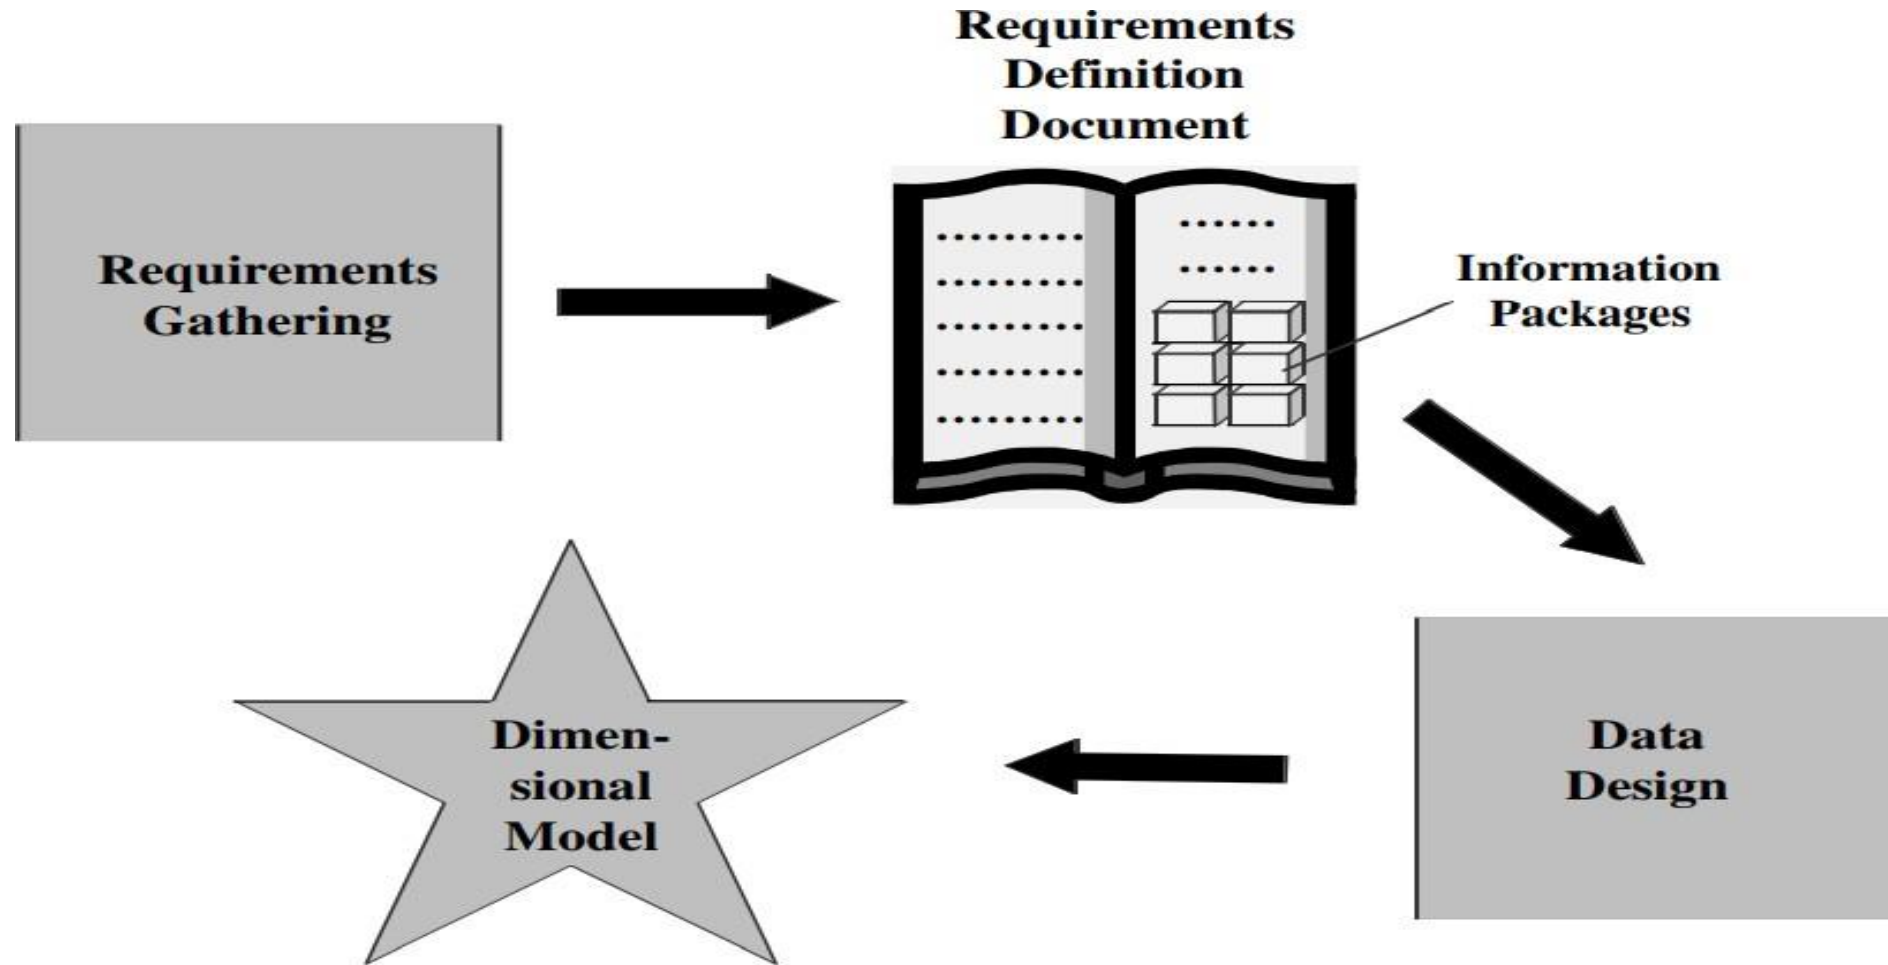 Requirements
Definition
Document
Requirements
Gathering
Information
Packages
Dimen-
sional
Model
Data
Design